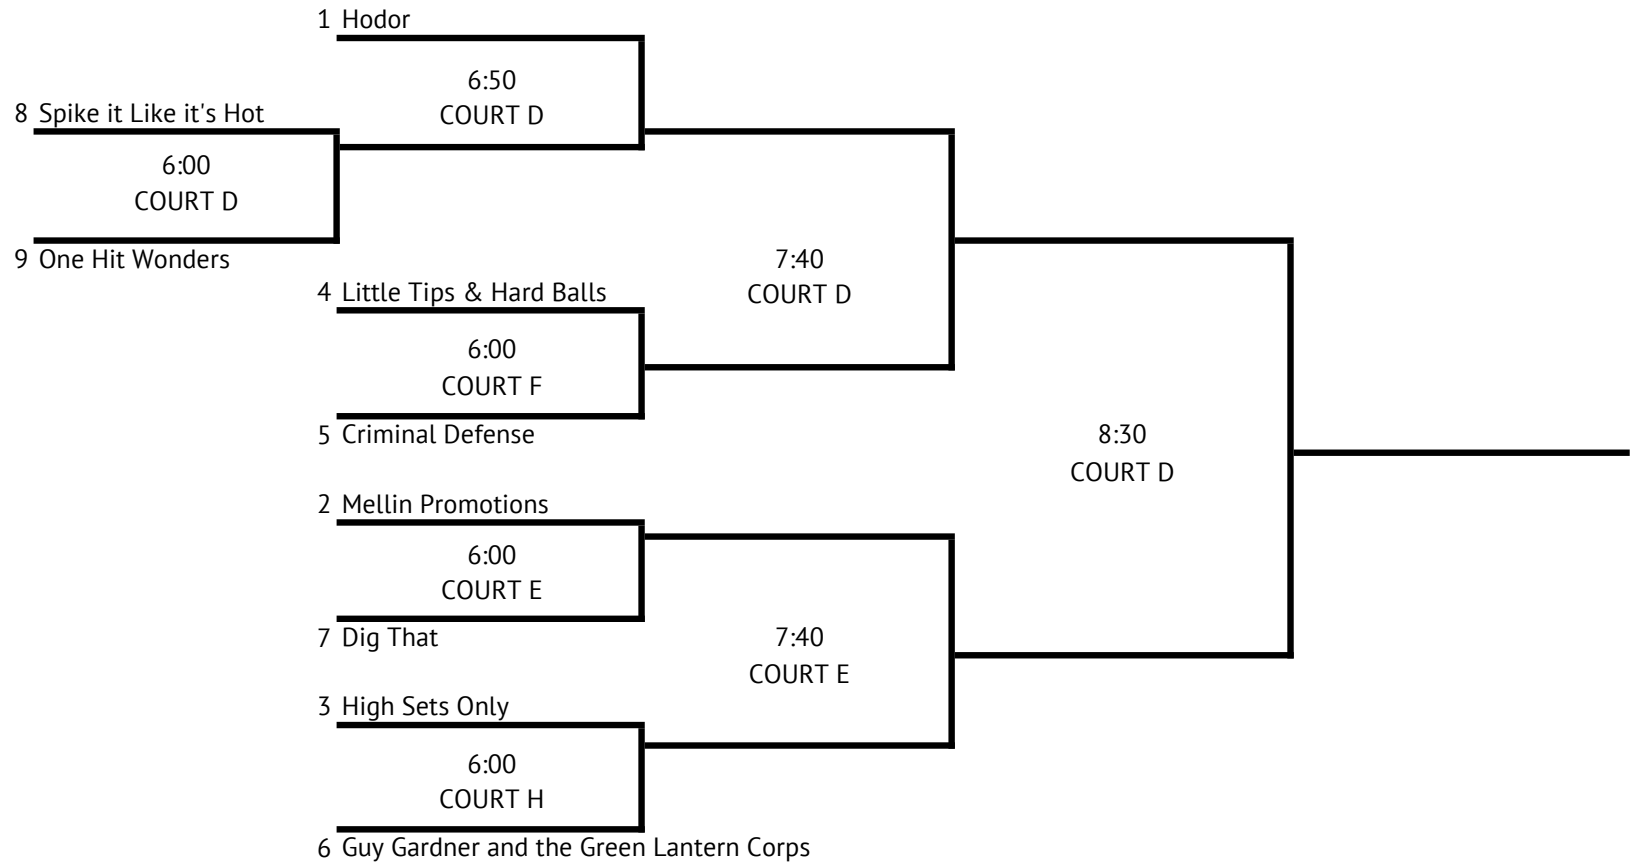 1 Hodor
6:50
COURT D
8 Spike it Like it's Hot
6:00
COURT D
9 One Hit Wonders
7:40
COURT D
4 Little Tips & Hard Balls
6:00
COURT F
5 Criminal Defense
8:30
COURT D
2 Mellin Promotions
6:00
COURT E
7 Dig That
7:40
COURT E
3 High Sets Only
6:00
COURT H
6 Guy Gardner and the Green Lantern Corps